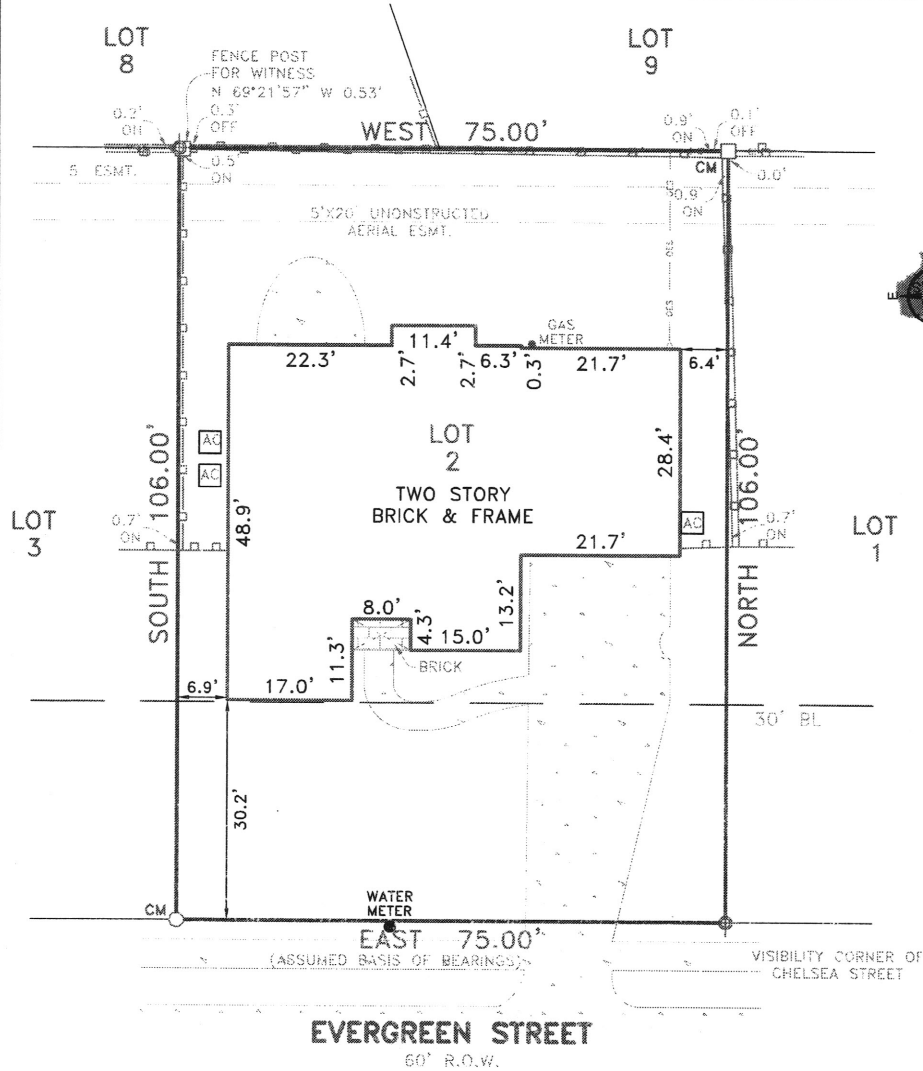 LOT
8
FENCE POST
FOR WITNESS
N 69°21'57" W 0.53'
LOT
9
0.3'
OFF
WEST 75.00'
0.9'
ON
0.1'
OFF
5' ESMT.
0.5'
ON
CM
0.0'
0.9'
ON
5'X20' UNONSTRUCTED
AERIAL ESMT.
E
GAS
METER
11.4'
22.3'
2.7'
2.7'
6.3'
0.3'
21.7'
6.4'
LOT
2
TWO STORY
BRICK & FRAME
AC
AC
SOUTH 106.00'
48.9'
28.4'
NORTH 106.00'
LOT
3
0.7'
ON
AC
0.7'
ON
LOT
1
21.7'
8.0'
4.3'
15.0'
13.2'
11.3'
BRICK
6.9'
17.0'
30' BL
30.2'
CM
WATER
METER
EAST 75.00'
(ASSUMED BASIS OF BEARINGS)
VISIBILITY CORNER OF
CHELSEA STREET
EVERGREEN STREET
60' R.O.W.